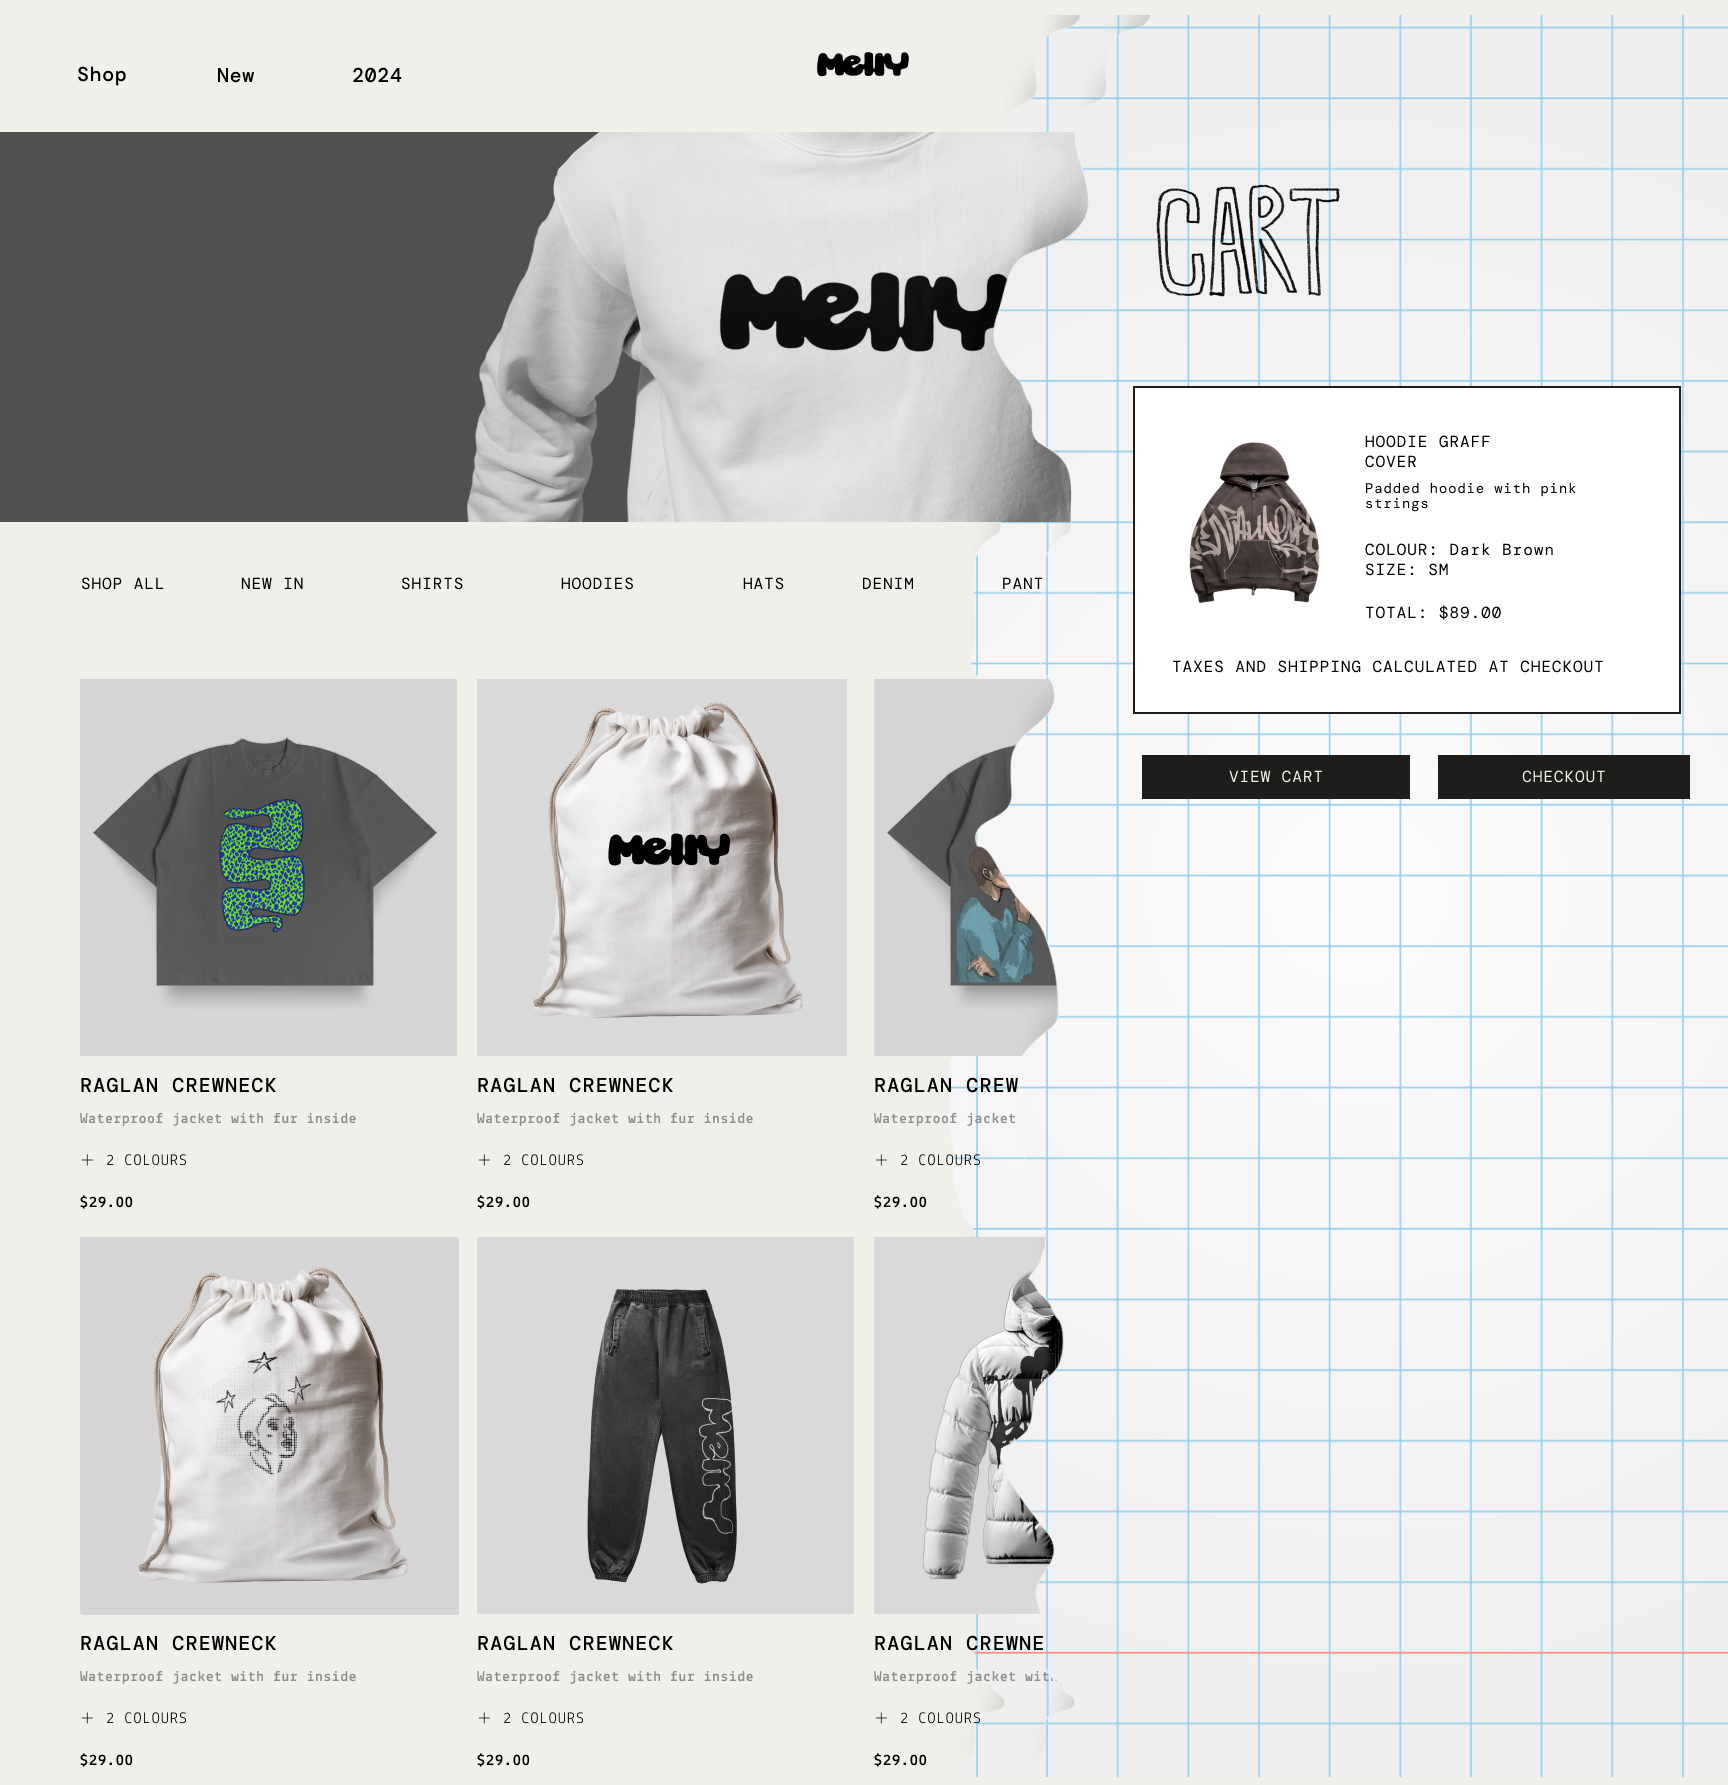 Shop New 2024 Melly
Melly
CART
HOODIE GRAFF
COVER
Padded hoodie with pink
strings
COLOUR: Dark Brown
SIZE: SM
TOTAL: $89.00
TAXES AND SHIPPING CALCULATED AT CHECKOUT
VIEW CART CHECKOUT
SHOP ALL NEW IN SHIRTS HOODIES HATS DENIM PANT
Melly
RAGLAN CREWNECK RAGLAN CREWNECK RAGLAN CREW
Waterproof jacket with fur inside Waterproof jacket with fur inside Waterproof jacket
+ 2 COLOURS + 2 COLOURS + 2 COLOURS
$29.00 $29.00 $29.00
Melly
RAGLAN CREWNECK RAGLAN CREWNECK RAGLAN CREWNE
Waterproof jacket with fur inside Waterproof jacket with fur inside Waterproof jacket wit
+ 2 COLOURS + 2 COLOURS + 2 COLOURS
$29.00 $29.00 $29.00